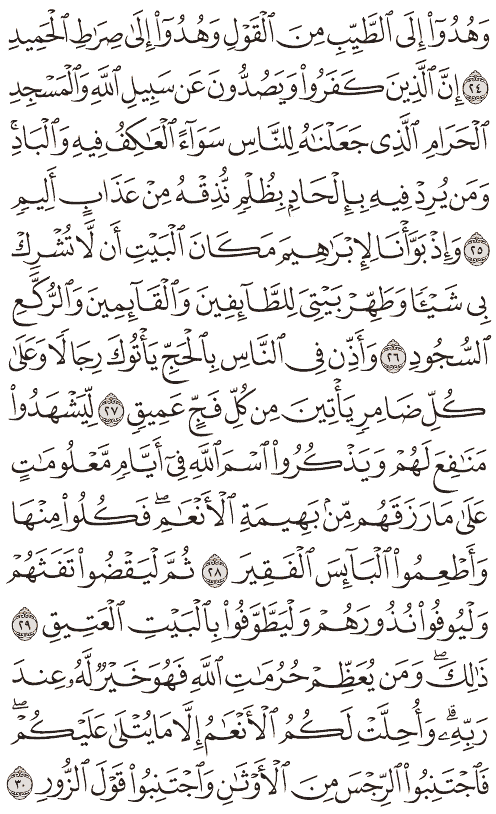 وَهُدُوٓا۟ إِلَى ٱلطَّيِّبِ مِنَ ٱلْقَوْلِ وَهُدُوٓا۟ إِلَىٰ صِرَٰطِ ٱلْحَمِيدِ
٢٤ إِنَّ ٱلَّذِينَ كَفَرُوا۟ وَيَصُدُّونَ عَن سَبِيلِ ٱللَّهِ وَٱلْمَسْجِدِ
ٱلْحَرَامِ ٱلَّذِى جَعَلْنَٰهُ لِلنَّاسِ سَوَآءً ٱلْعَٰكِفُ فِيهِ وَٱلْبَادِ ۚ
وَمَن يُرِدْ فِيهِ بِإِلْحَادٍۭ بِظُلْمٍ نُّذِقْهُ مِنْ عَذَابٍ أَلِيمٍ
٢٥ وَإِذْ بَوَّأْنَا لِإِبْرَٰهِيمَ مَكَانَ ٱلْبَيْتِ أَن لَّا تُشْرِكْ
بِى شَيْـًٔا وَطَهِّرْ بَيْتِىَ لِلطَّآئِفِينَ وَٱلْقَآئِمِينَ وَٱلرُّكَّعِ
ٱلسُّجُودِ ٢٦ وَأَذِّن فِى ٱلنَّاسِ بِٱلْحَجِّ يَأْتُوكَ رِجَالًا وَعَلَىٰ
كُلِّ ضَامِرٍ يَأْتِينَ مِن كُلِّ فَجٍّ عَمِيقٍ ٢٧ لِّيَشْهَدُوا۟
مَنَٰفِعَ لَهُمْ وَيَذْكُرُوا۟ ٱسْمَ ٱللَّهِ فِىٓ أَيَّامٍ مَّعْلُومَٰتٍ
عَلَىٰ مَا رَزَقَهُم مِّنۢ بَهِيمَةِ ٱلْأَنْعَٰمِ ۖ فَكُلُوا۟ مِنْهَا
وَأَطْعِمُوا۟ ٱلْبَآئِسَ ٱلْفَقِيرَ ٢٨ ثُمَّ لْيَقْضُوا۟ تَفَثَهُمْ
وَلْيُوفُوا۟ نُذُورَهُمْ وَلْيَطَّوَّفُوا۟ بِٱلْبَيْتِ ٱلْعَتِيقِ ٢٩
ذَٰلِكَ ۖ وَمَن يُعَظِّمْ حُرُمَٰتِ ٱللَّهِ فَهُوَ خَيْرٌ لَّهُۥ عِندَ
رَبِّهِۦ ۗ وَأُحِلَّتْ لَكُمُ ٱلْأَنْعَٰمُ إِلَّا مَا يُتْلَىٰ عَلَيْكُمْ ۖ
فَٱجْتَنِبُوا۟ ٱلرِّجْسَ مِنَ ٱلْأَوْثَٰنِ وَٱجْتَنِبُوا۟ قَوْلَ ٱلزُّورِ ٣٠